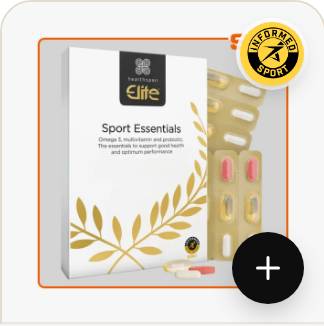 INFORMED
SPORT
healthspan
Elite
Sport Essentials
Omega 3, multivitamin and probiotic.
The essentials to support good health
and optimum performance